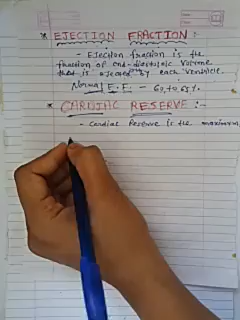 * EJECTION FRACTION :-
- Ejection fraction is the
fraction of end-diastolic volume
that is ejected by each ventricle.
Normal E.F. - 60 to 65%
* CARDIAC RESERVE :-
- Cardiac Reserve is the maximum